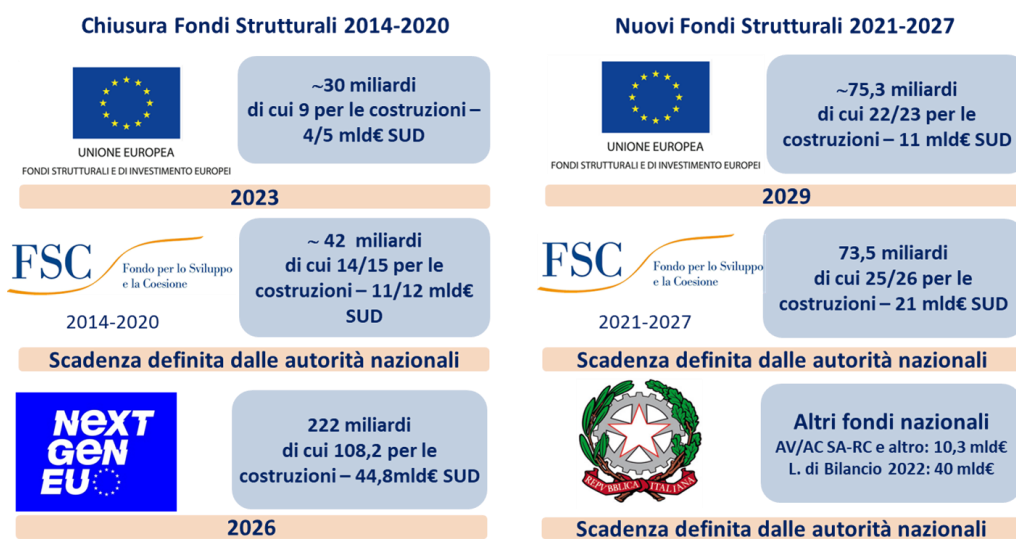 Chiusura Fondi Strutturali 2014-2020
UNIONE EUROPEA
FONDI STRUTTURALI E DI INVESTIMENTO EUROPEI
~30 miliardi
di cui 9 per le costruzioni –
4/5 mld€ SUD
2023
FSC
Fondo per lo Sviluppo
e la Coesione
2014-2020
~ 42 miliardi
di cui 14/15 per le
costruzioni – 11/12 mld€
SUD
Scadenza definita dalle autorità nazionali
NEXT
GEN
EU
222 miliardi
di cui 108,2 per le
costruzioni – 44,8mld€ SUD
2026
Nuovi Fondi Strutturali 2021-2027
UNIONE EUROPEA
FONDI STRUTTURALI E DI INVESTIMENTO EUROPEI
~75,3 miliardi
di cui 22/23 per le
costruzioni – 11 mld€ SUD
2029
FSC
Fondo per lo Sviluppo
e la Coesione
2021-2027
73,5 miliardi
di cui 25/26 per le
costruzioni – 21 mld€ SUD
Scadenza definita dalle autorità nazionali
REPVBBLICA ITALIANA
Altri fondi nazionali
AV/AC SA-RC e altro: 10,3 mld€
L. di Bilancio 2022: 40 mld€
Scadenza definita dalle autorità nazionali